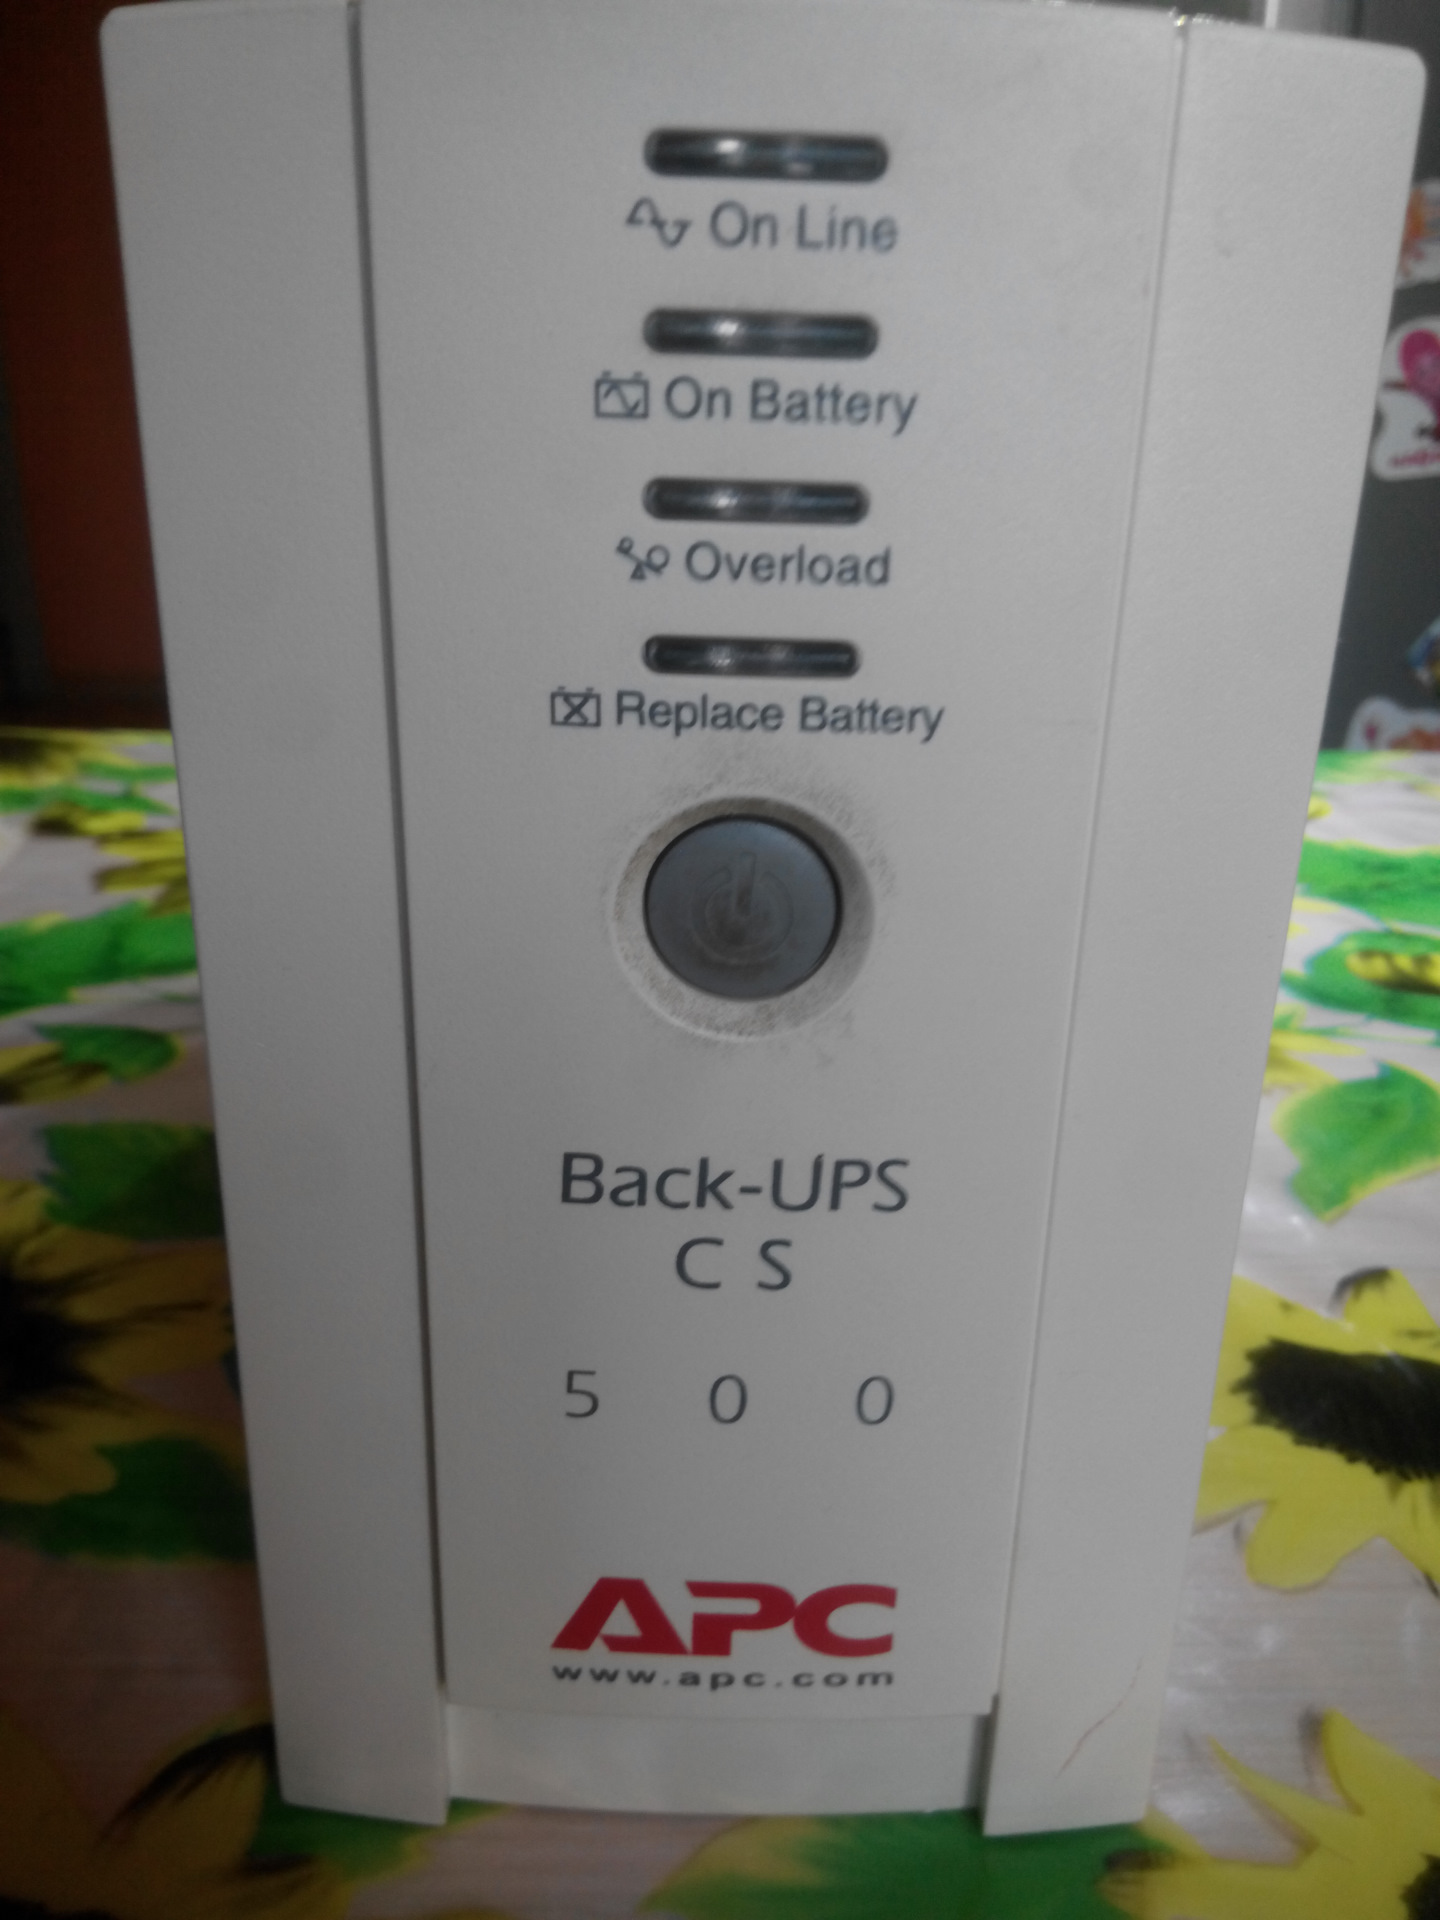 On Line
On Battery
Overload
Replace Battery
Back-UPS
C S
5 0 0
APC
www.apc.com